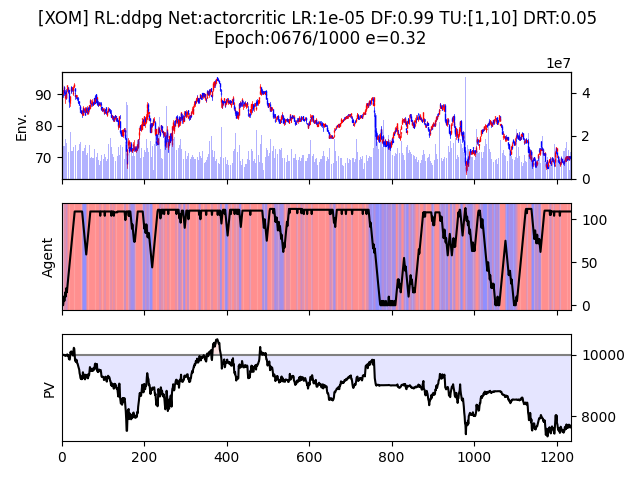 [XOM] RL:ddpg Net:actorcritic LR:1e-05 DF:0.99 TU:[1,10] DRT:0.05
Epoch:0676/1000 e=0.32
1e7
Env.
90
80
70
4
2
0
Agent
100
50
0
PV
10000
8000
0 200 400 600 800 1000 1200